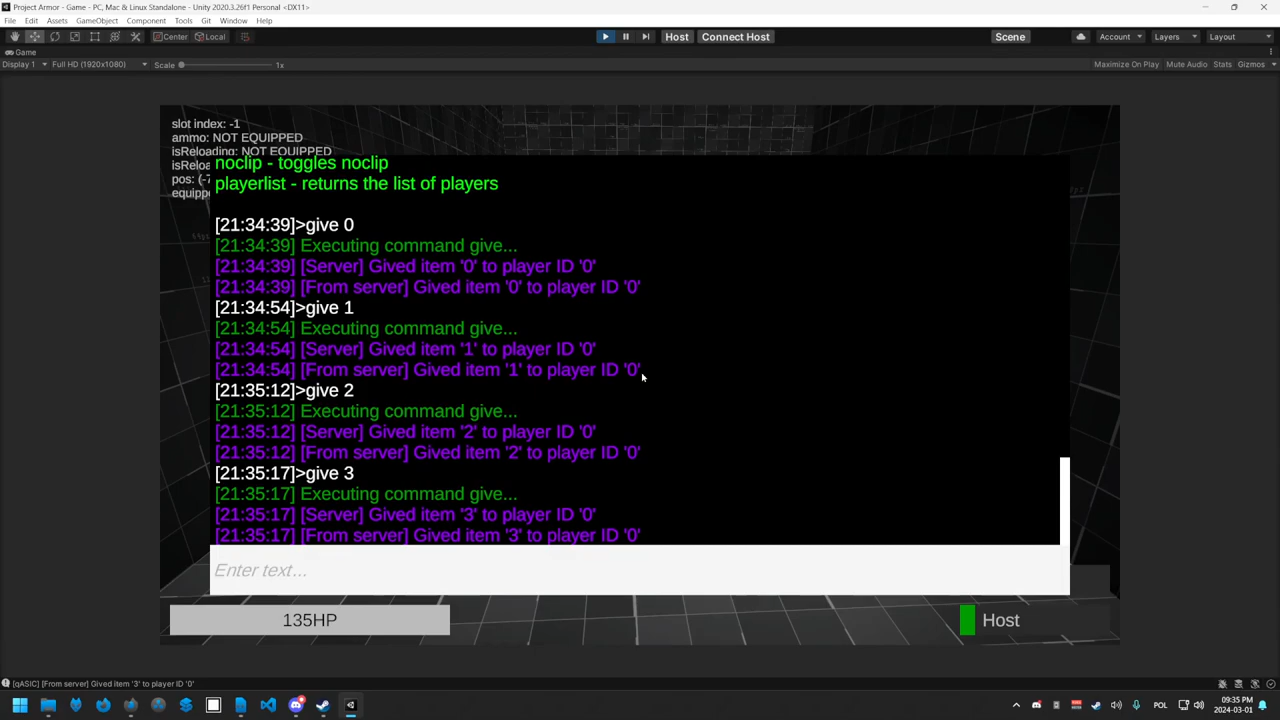 Project Armor - Game - PC, Mac & Linux Standalone - Unity 2020.3.26f1 Personal <DX11>
File Edit Assets GameObject Component Tools Git Window Help
Center Local Host Connect Host Scene Account Layers Layout
Game
Display 1 Full HD (1920x1080) Scale 1x Maximize On Play Mute Audio Stats Gizmos
slot index: -1
ammo: NOT EQUIPPED
isReloading: NOT EQUIPPED
isReloa
pos: (-7
equippe
noclip - toggles noclip
playerlist - returns the list of players
[21:34:39]>give 0
[21:34:39] Executing command give...
[21:34:39] [Server] Gived item '0' to player ID '0'
[21:34:39] [From server] Gived item '0' to player ID '0'
[21:34:54]>give 1
[21:34:54] Executing command give...
[21:34:54] [Server] Gived item '1' to player ID '0'
[21:34:54] [From server] Gived item '1' to player ID '0'
[21:35:12]>give 2
[21:35:12] Executing command give...
[21:35:12] [Server] Gived item '2' to player ID '0'
[21:35:12] [From server] Gived item '2' to player ID '0'
[21:35:17]>give 3
[21:35:17] Executing command give...
[21:35:17] [Server] Gived item '3' to player ID '0'
[21:35:17] [From server] Gived item '3' to player ID '0'
Enter text...
135HP
Host
[qASIC] [From server] Gived item '3' to player ID '0'
POL
09:35 PM
2024-03-01